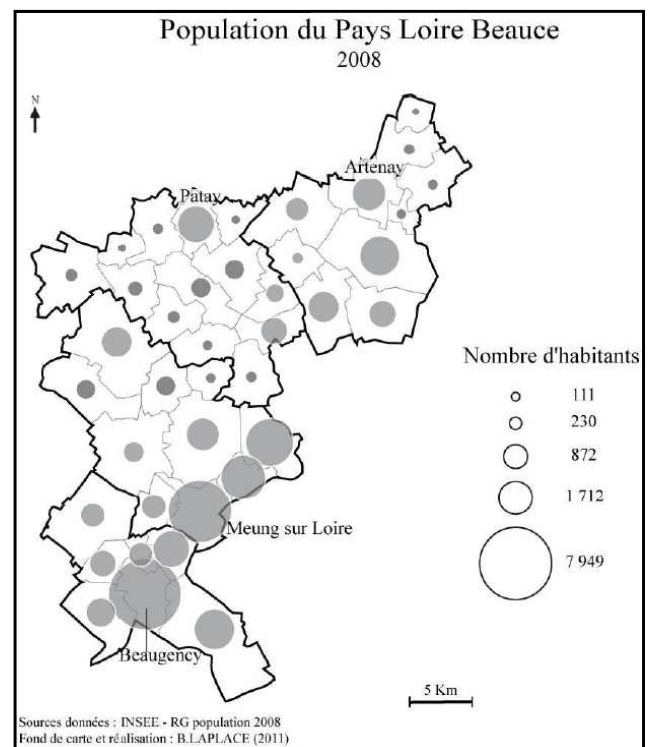 Population du Pays Loire Beauce
2008
N
Artenay
Patay
Nombre d'habitants
111
230
872
1 712
7 949
Meung sur Loire
Beaugency
5 Km
Sources données : INSEE - RG population 2008
Fond de carte et réalisation : B.LAPLACE (2011)